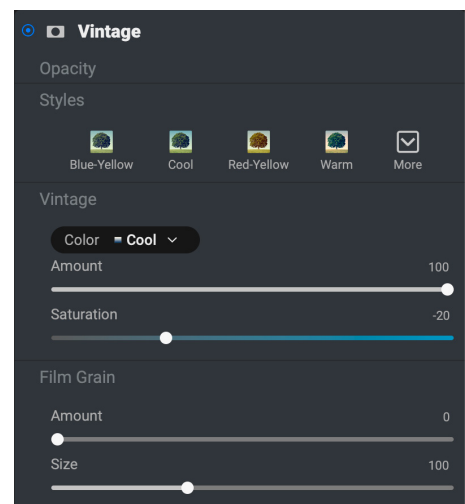 Vintage
Opacity
Styles
Blue-Yellow Cool Red-Yellow Warm More
Vintage
Color Cool
Amount 100
Saturation -20
Film Grain
Amount 0
Size 100